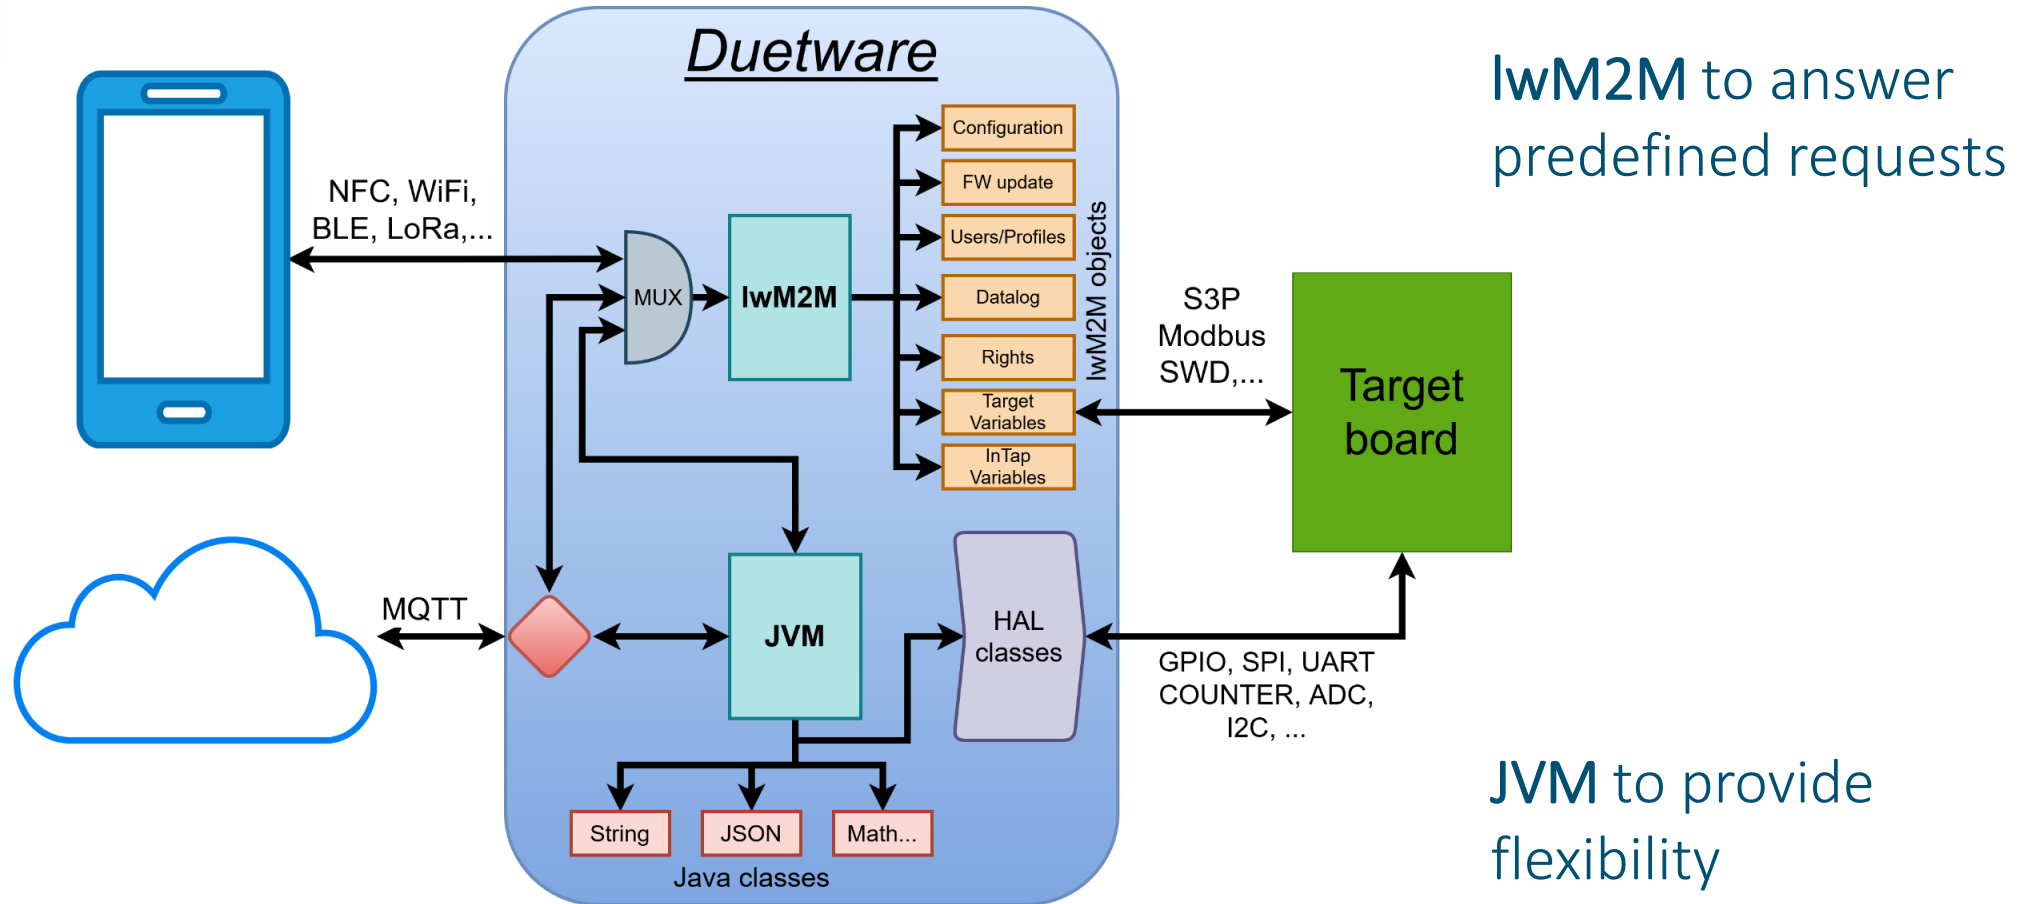 Duetware
lwM2M to answer
predefined requests
NFC, WiFi,
BLE, LoRa,...
MUX
lwM2M
Configuration
FW update
Users/Profiles
Datalog
Rights
Target
Variables
InTap
Variables
lwM2M objects
S3P
Modbus
SWD,...
Target
board
MQTT
JVM
HAL
classes
GPIO, SPI, UART
COUNTER, ADC,
I2C, ...
String
JSON
Math...
Java classes
JVM to provide
flexibility